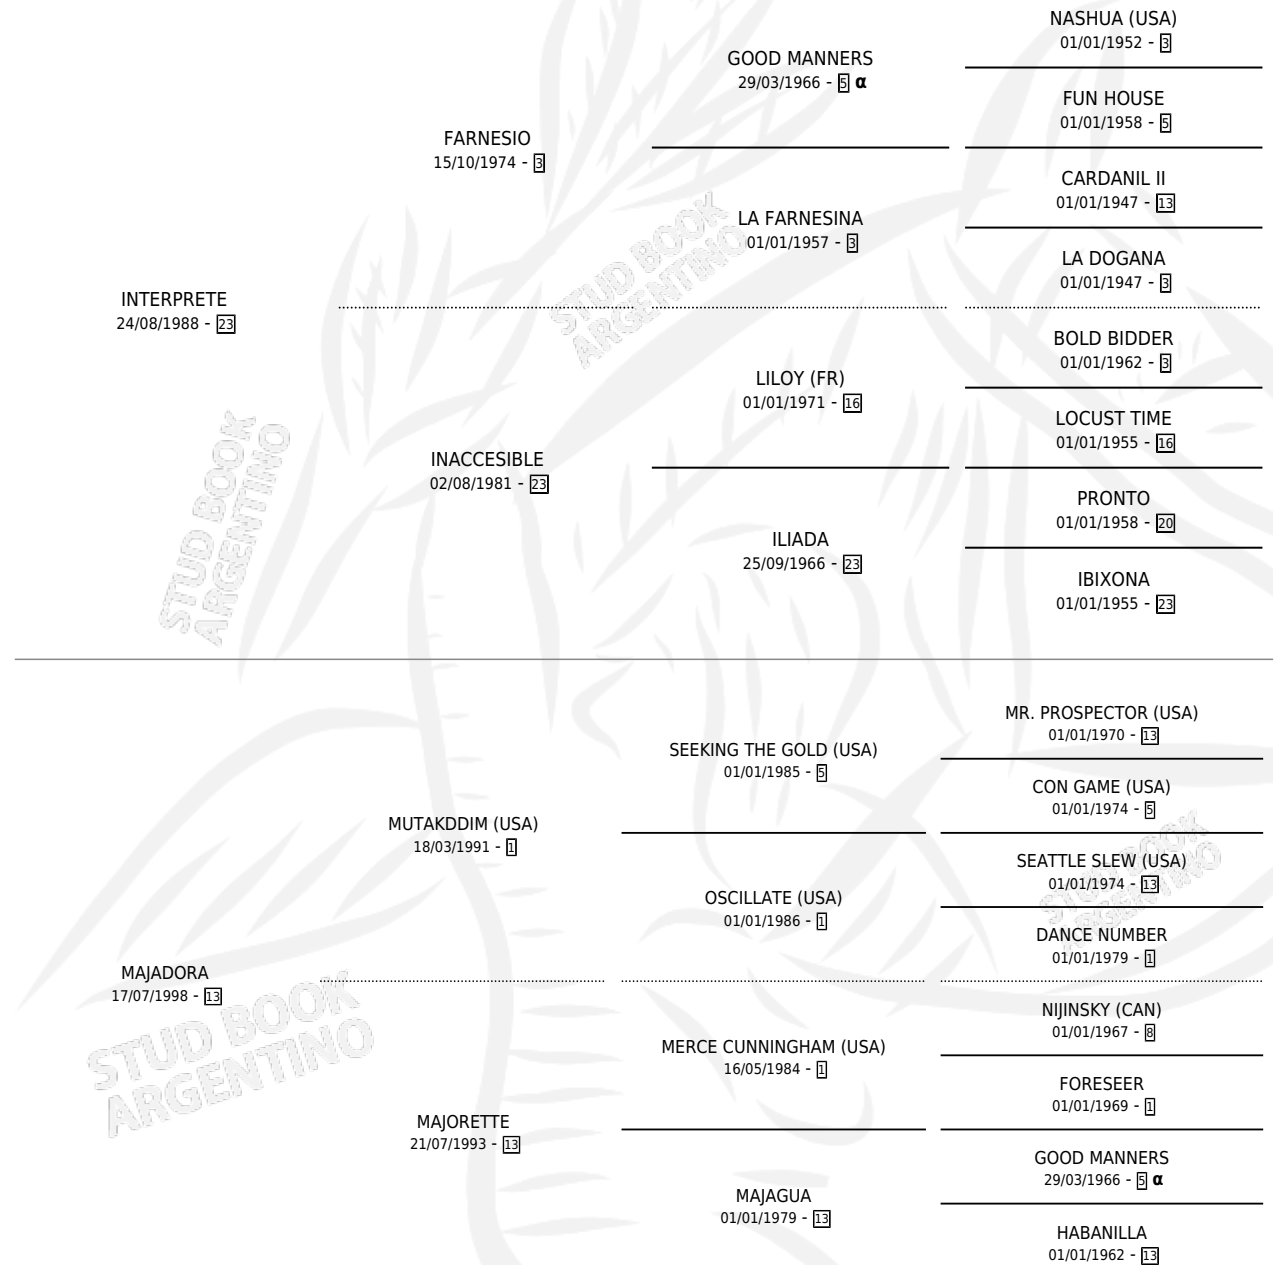 NASHUA (USA)
01/01/1952 - 3
GOOD MANNERS
29/03/1966 - 5 α
FUN HOUSE
01/01/1958 - 5
FARNESIO
15/10/1974 - 3
CARDANIL II
01/01/1947 - 13
LA FARNESINA
01/01/1957 - 3
LA DOGANA
01/01/1947 - 3
INTERPRETE
24/08/1988 - 23
BOLD BIDDER
01/01/1962 - 3
LILOY (FR)
01/01/1971 - 16
LOCUST TIME
01/01/1955 - 16
INACCESIBLE
02/08/1981 - 23
PRONTO
01/01/1958 - 20
ILIADA
25/09/1966 - 23
IBIXONA
01/01/1955 - 23
STUD BOOK
ARGENTINO
STUD BOOK
ARGENTINO
MR. PROSPECTOR (USA)
01/01/1970 - 13
SEEKING THE GOLD (USA)
01/01/1985 - 5
CON GAME (USA)
01/01/1974 - 5
MUTAKDDIM (USA)
18/03/1991 - 1
SEATTLE SLEW (USA)
01/01/1974 - 13
OSCILLATE (USA)
01/01/1986 - 1
DANCE NUMBER
01/01/1979 - 1
MAJADORA
17/07/1998 - 13
NIJINSKY (CAN)
01/01/1967 - 8
MERCE CUNNINGHAM (USA)
16/05/1984 - 1
FORESEER
01/01/1969 - 1
MAJORETTE
21/07/1993 - 13
GOOD MANNERS
29/03/1966 - 5 α
MAJAGUA
01/01/1979 - 13
HABANILLA
01/01/1962 - 13
STUD BOOK
ARGENTINO
STUD BOOK
ARGENTINO